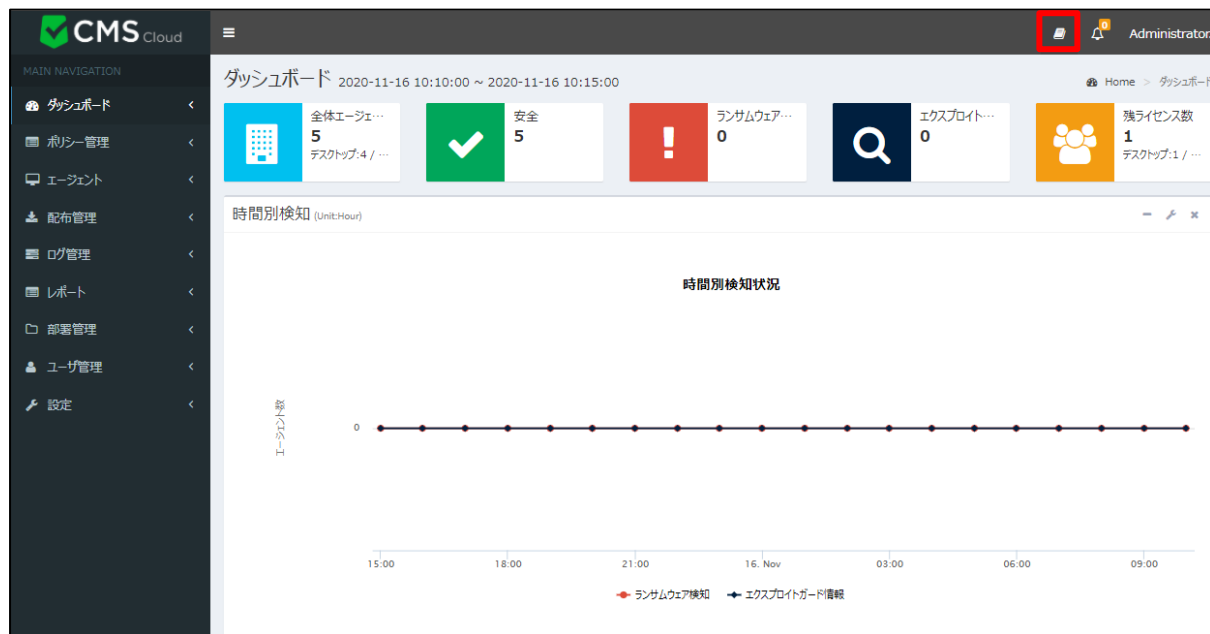 CMS Cloud
0
Administrator
MAIN NAVIGATION
ダッシュボード
ポリシー管理
エージェント
配布管理
ログ管理
レポート
部署管理
ユーザ管理
設定
ダッシュボード 2020-11-16 10:10:00 ~ 2020-11-16 10:15:00
Home > ダッシュボード
全体エージェ…
5
デスクトップ:4 / …
安全
5
ランサムウェア…
0
エクスプロイト…
0
残ライセンス数
1
デスクトップ:1 / …
時間別検知 (Unit:Hour)
時間別検知状況
エージェント数
0
15:00 18:00 21:00 16. Nov 03:00 06:00 09:00
ランサムウェア検知 エクスプロイトガード情報